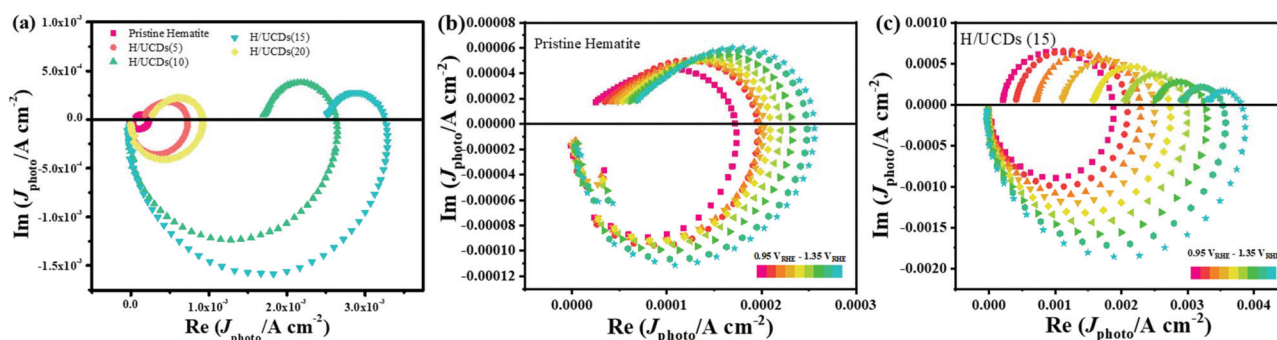 (a)
1.0x10⁻³
5.0x10⁻⁴
0.0
-5.0x10⁻⁴
-1.0x10⁻³
-1.5x10⁻³
Im (J_photo/A cm⁻²)
Pristine Hematite
H/UCDs(5)
H/UCDs(10)
H/UCDs(15)
H/UCDs(20)
0.0 1.0x10⁻³ 2.0x10⁻³ 3.0x10⁻³
Re (J_photo/A cm⁻²)
(b)
0.00008
0.00006
0.00004
0.00002
0.00000
-0.00002
-0.00004
-0.00006
-0.00008
-0.00010
-0.00012
Im (J_photo/A cm⁻²)
Pristine Hematite
0.95 V_RHE - 1.35 V_RHE
0.0000 0.0001 0.0002 0.0003
Re (J_photo/A cm⁻²)
(c)
0.0010
0.0005
0.0000
-0.0005
-0.0010
-0.0015
-0.0020
Im (J_photo/A cm⁻²)
H/UCDs (15)
0.95 V_RHE - 1.35 V_RHE
0.000 0.001 0.002 0.003 0.004
Re (J_photo/A cm⁻²)